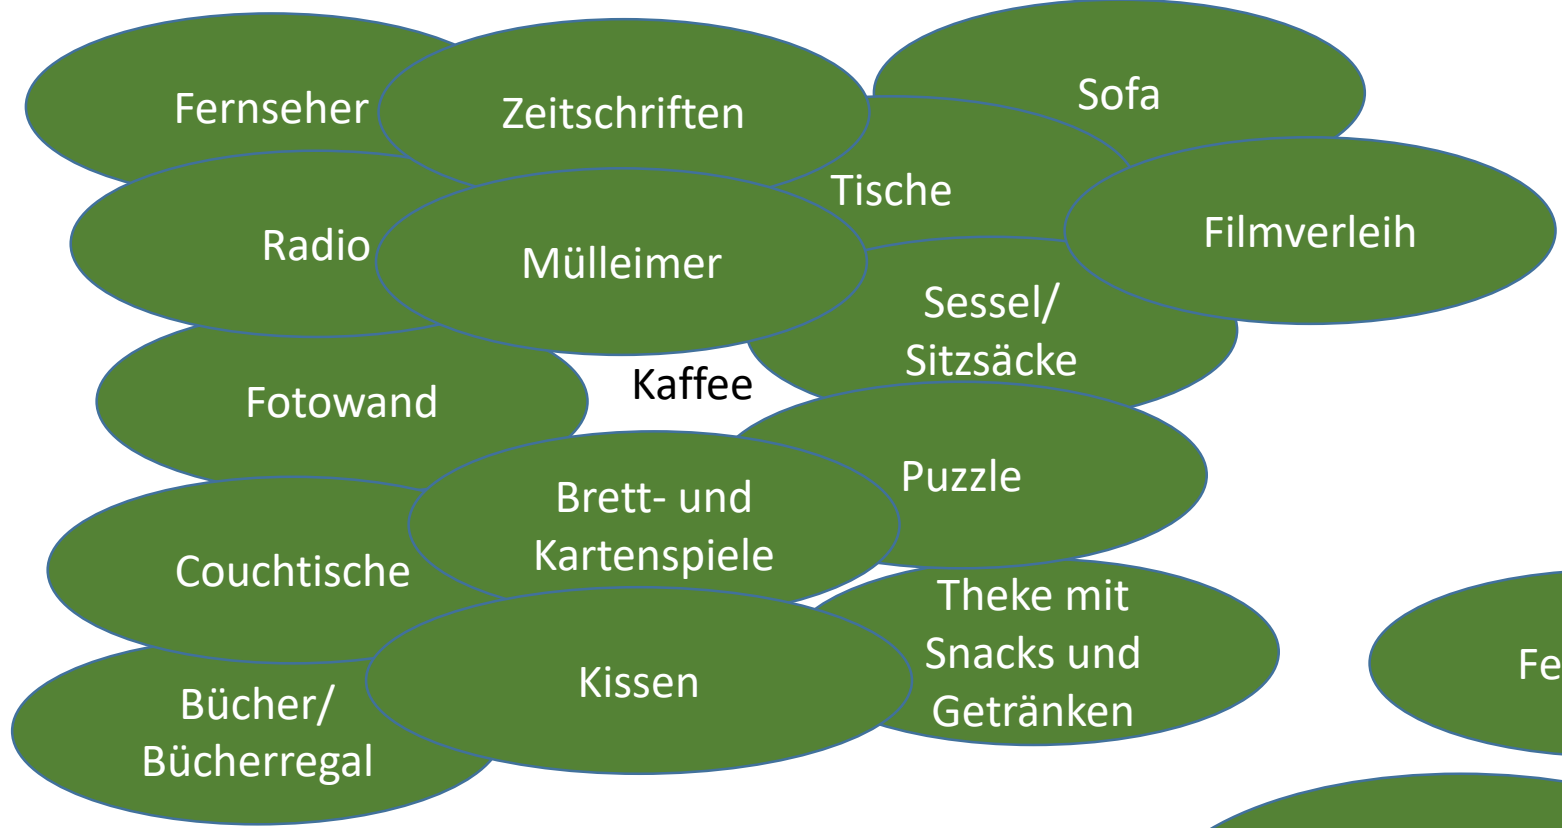 Fernseher
Zeitschriften
Sofa
Tische
Radio
Mülleimer
Filmverleih
Sessel/
Sitzsäcke
Kaffee
Fotowand
Puzzle
Brett- und
Kartenspiele
Couchtische
Theke mit
Snacks und
Getränken
Kissen
Bücher/
Bücherregal